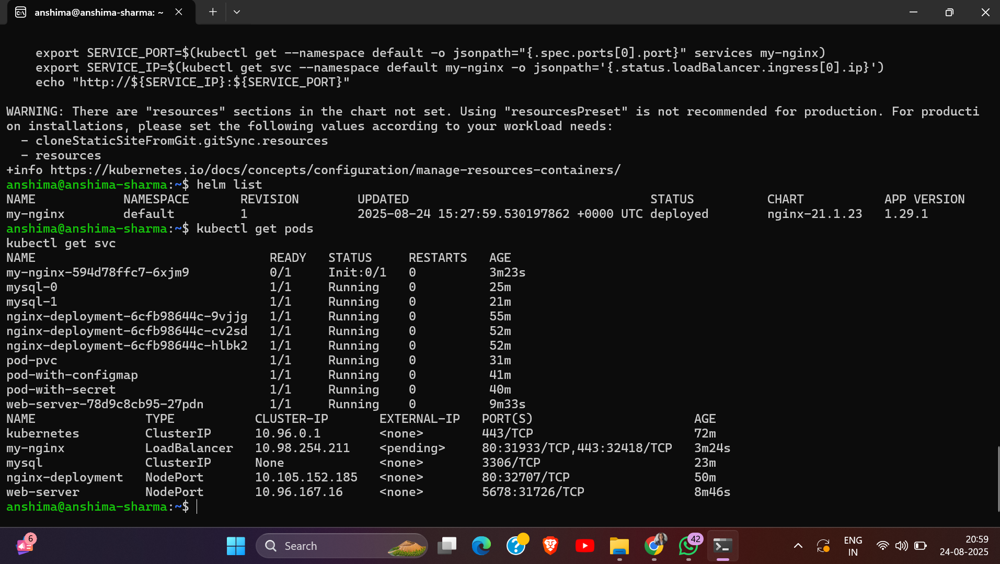 anshima@anshima-sharma: ~
export SERVICE_PORT=$(kubectl get --namespace default -o jsonpath="{.spec.ports[0].port}" services my-nginx)
export SERVICE_IP=$(kubectl get svc --namespace default my-nginx -o jsonpath='{.status.loadBalancer.ingress[0].ip}')
echo "http://${SERVICE_IP}:${SERVICE_PORT}"
WARNING: There are "resources" sections in the chart not set. Using "resourcesPreset" is not recommended for production. For producti
on installations, please set the following values according to your workload needs:
- cloneStaticSiteFromGit.gitSync.resources
- resources
+info https://kubernetes.io/docs/concepts/configuration/manage-resources-containers/
anshima@anshima-sharma:~$ helm list
NAME NAMESPACE REVISION UPDATED STATUS CHART APP VERSION
my-nginx default 1 2025-08-24 15:27:59.530197862 +0000 UTC deployed nginx-21.1.23 1.29.1
anshima@anshima-sharma:~$ kubectl get pods
kubectl get svc
NAME READY STATUS RESTARTS AGE
my-nginx-594d78ffc7-6xjm9 0/1 Init:0/1 0 3m23s
mysql-0 1/1 Running 0 25m
mysql-1 1/1 Running 0 21m
nginx-deployment-6cfb98644c-9vjjg 1/1 Running 0 55m
nginx-deployment-6cfb98644c-cv2sd 1/1 Running 0 52m
nginx-deployment-6cfb98644c-hlbk2 1/1 Running 0 52m
pod-pvc 1/1 Running 0 31m
pod-with-configmap 1/1 Running 0 41m
pod-with-secret 1/1 Running 0 40m
web-server-78d9c8cb95-27pdn 1/1 Running 0 9m33s
NAME TYPE CLUSTER-IP EXTERNAL-IP PORT(S) AGE
kubernetes ClusterIP 10.96.0.1 <none> 443/TCP 72m
my-nginx LoadBalancer 10.98.254.211 <pending> 80:31933/TCP,443:32418/TCP 3m24s
mysql ClusterIP None <none> 3306/TCP 23m
nginx-deployment NodePort 10.105.152.185 <none> 80:32707/TCP 50m
web-server NodePort 10.96.167.16 <none> 5678:31726/TCP 8m46s
anshima@anshima-sharma:~$
6
Search
42
ENG
IN
20:59
24-08-2025